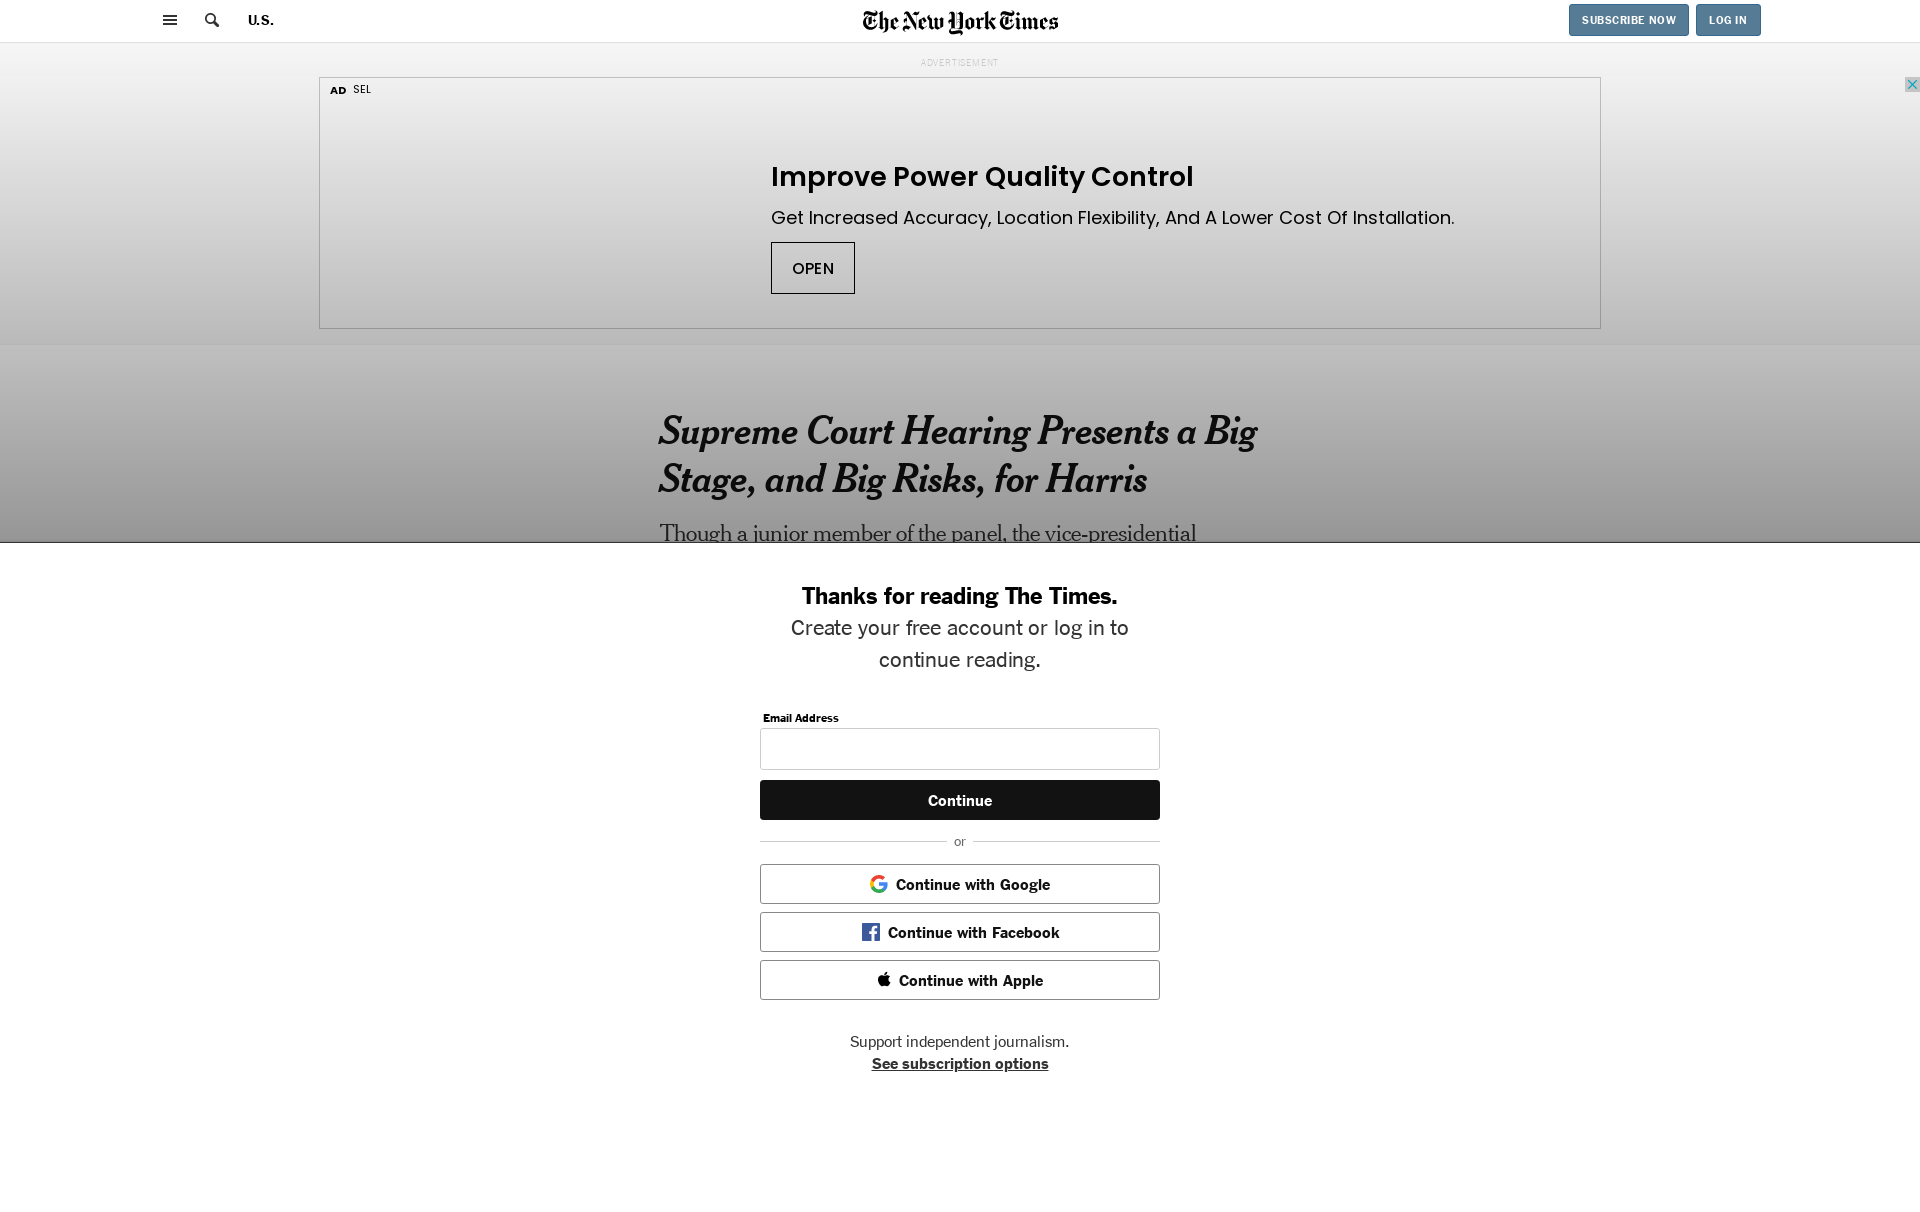 U.S.
The New York Times
SUBSCRIBE NOW
LOG IN
ADVERTISEMENT
AD SEL
Improve Power Quality Control
Get Increased Accuracy, Location Flexibility, And A Lower Cost Of Installation.
OPEN
Supreme Court Hearing Presents a Big
Stage, and Big Risks, for Harris
Though a junior member of the panel, the vice-presidential
Thanks for reading The Times.
Create your free account or log in to
continue reading.
Email Address
Continue
or
Continue with Google
Continue with Facebook
Continue with Apple
Support independent journalism.
See subscription options